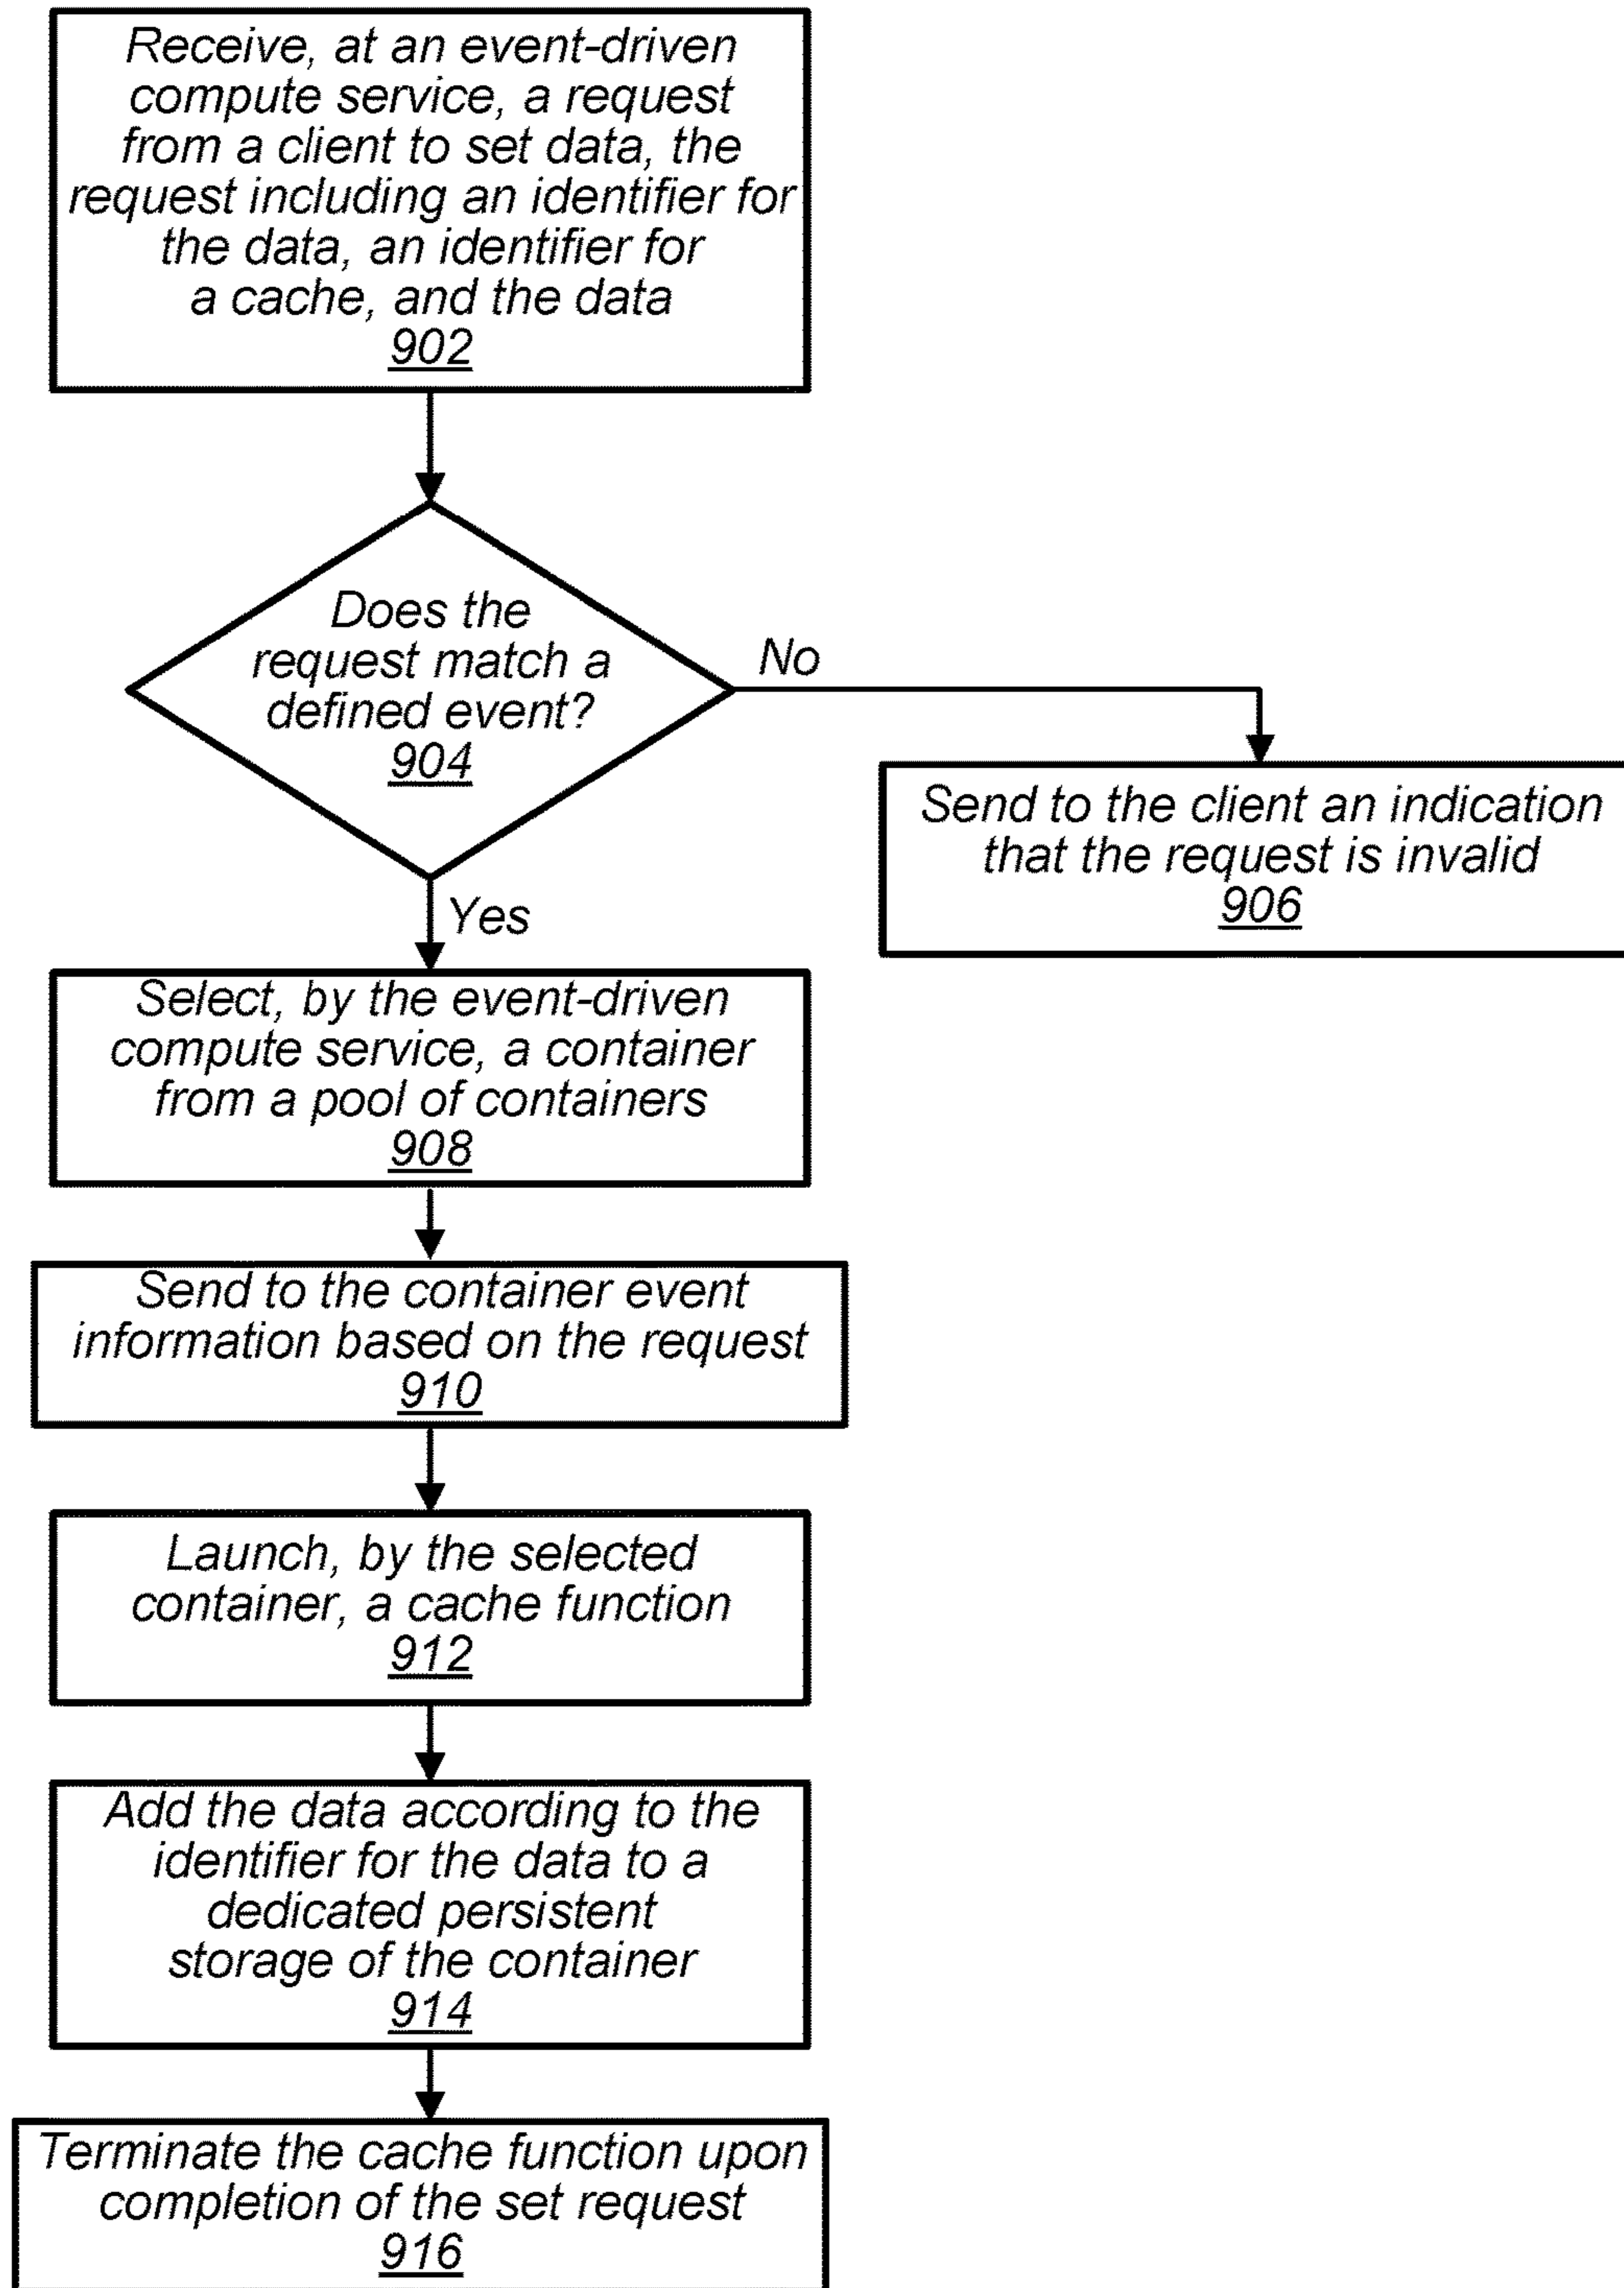 Receive, at an event-driven
compute service, a request
from a client to set data, the
request including an identifier for
the data, an identifier for
a cache, and the data
902
Does the
request match a
defined event?
904
No
Send to the client an indication
that the request is invalid
906
Yes
Select, by the event-driven
compute service, a container
from a pool of containers
908
Send to the container event
information based on the request
910
Launch, by the selected
container, a cache function
912
Add the data according to the
identifier for the data to a
dedicated persistent
storage of the container
914
Terminate the cache function upon
completion of the set request
916